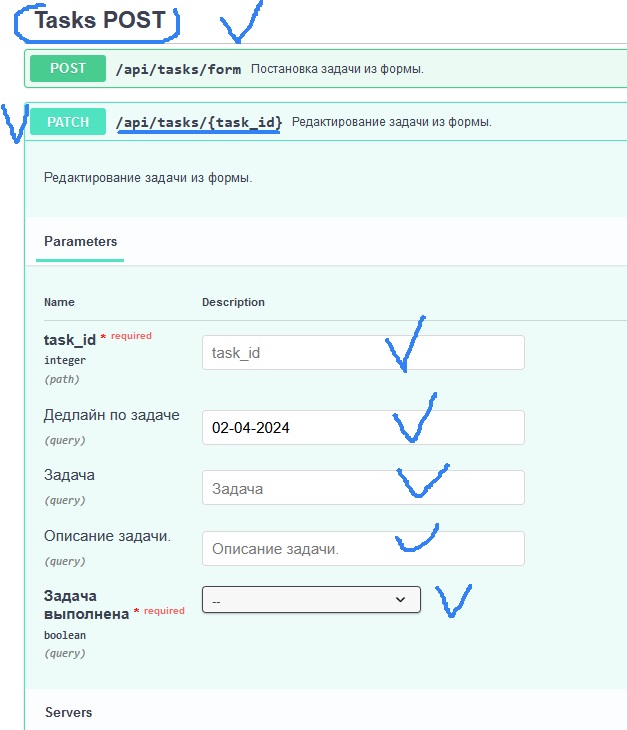 Tasks POST
POST /api/tasks/form Постановка задачи из формы.
PATCH /api/tasks/{task_id} Редактирование задачи из формы.
Редактирование задачи из формы.
Parameters
Name Description
task_id * required
integer
(path)
task_id
Дедлайн по задаче
(query)
02-04-2024
Задача
(query)
Задача
Описание задачи.
(query)
Описание задачи.
Задача
выполнена * required
boolean
(query)
--
Servers